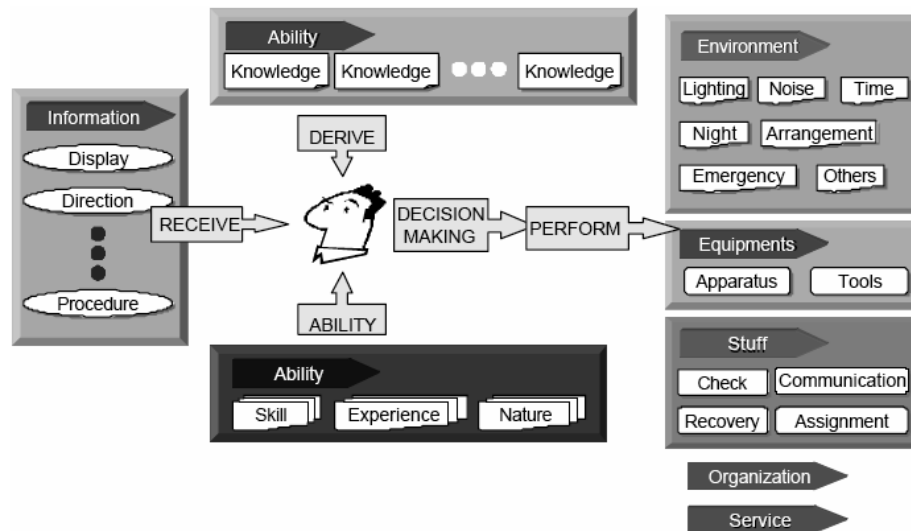 Ability
Knowledge Knowledge Knowledge
Information
Display
Direction
Procedure
RECEIVE
DERIVE
DECISION
MAKING
PERFORM
ABILITY
Ability
Skill Experience Nature
Environment
Lighting Noise Time
Night Arrangement
Emergency Others
Equipments
Apparatus Tools
Stuff
Check Communication
Recovery Assignment
Organization
Service